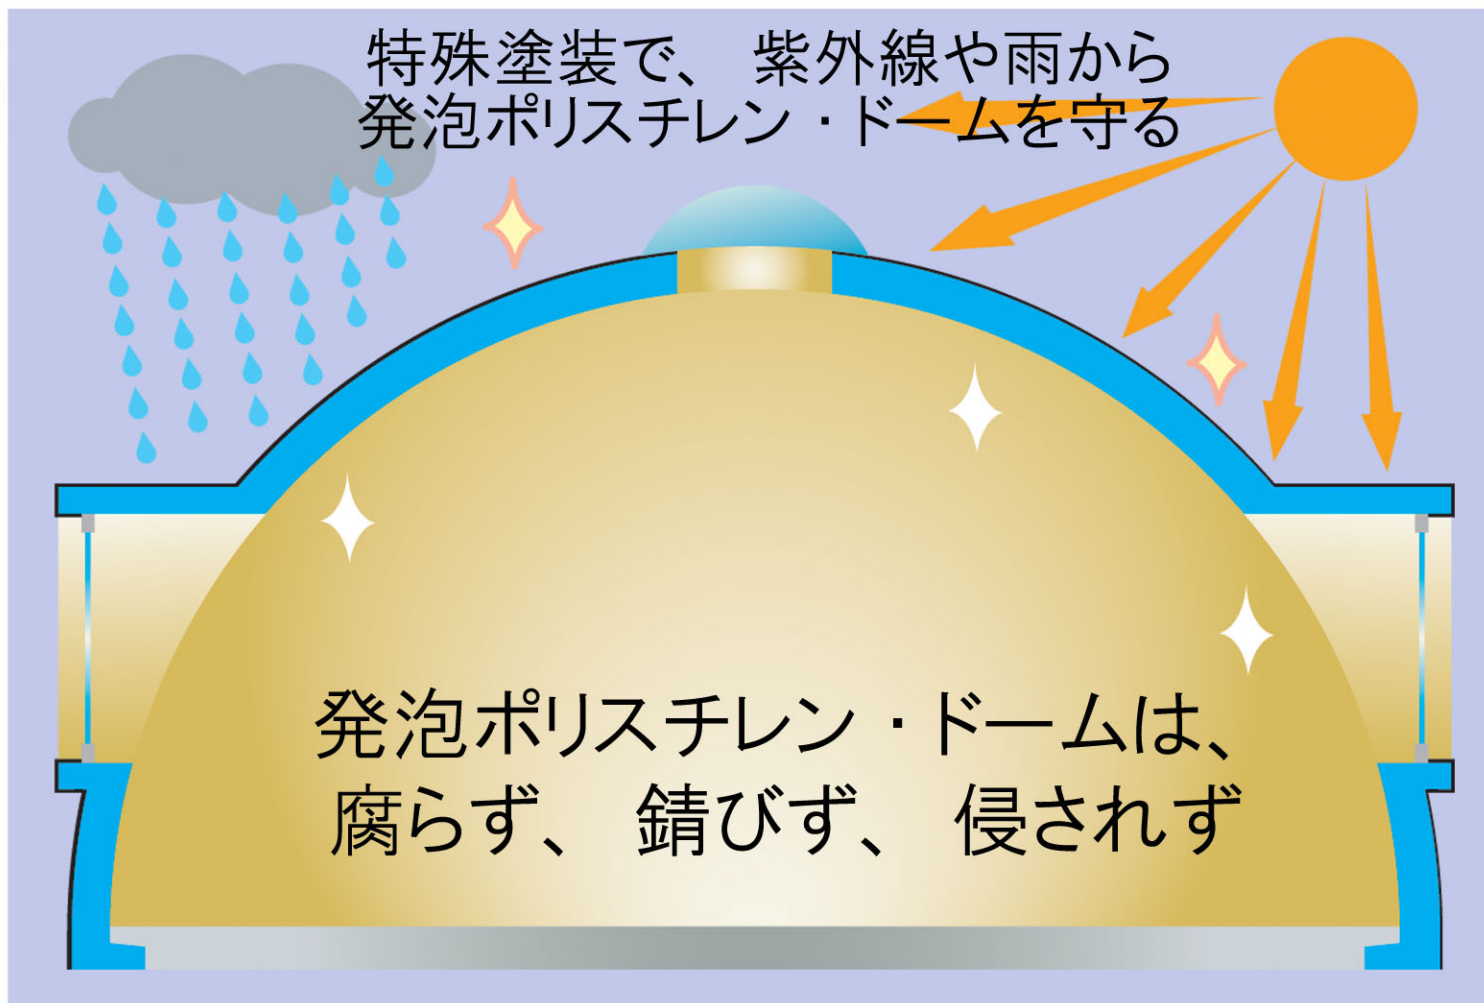 特殊塗装で、 紫外線や雨から
発泡ポリスチレン・ドームを守る
発泡ポリスチレン・ドームは、
腐らず、 錆びず、 侵されず